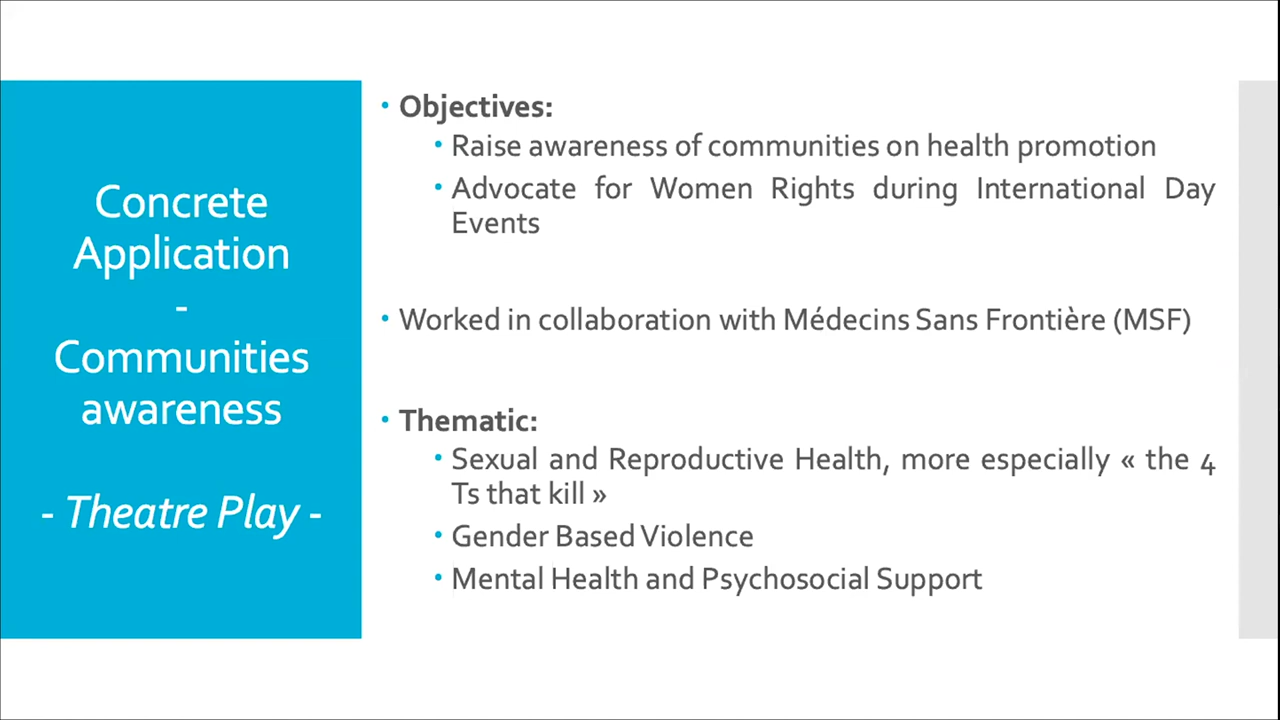 Concrete
Application
-
Communities
awareness
- Theatre Play -
• Objectives:
• Raise awareness of communities on health promotion
• Advocate for Women Rights during International Day
Events
• Worked in collaboration with Médecins Sans Frontière (MSF)
• Thematic:
• Sexual and Reproductive Health, more especially « the 4
Ts that kill »
• Gender Based Violence
• Mental Health and Psychosocial Support